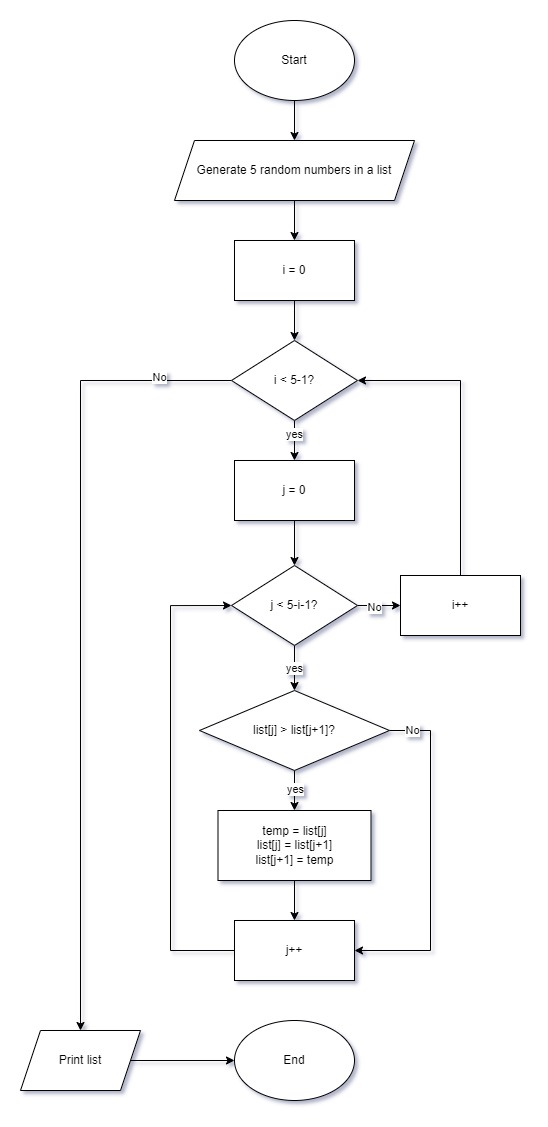 Start
Generate 5 random numbers in a list
i = 0
i < 5-1?
No
yes
j = 0
j < 5-i-1?
No
i++
yes
list[j] > list[j+1]?
No
yes
temp = list[j]
list[j] = list[j+1]
list[j+1] = temp
j++
Print list
End